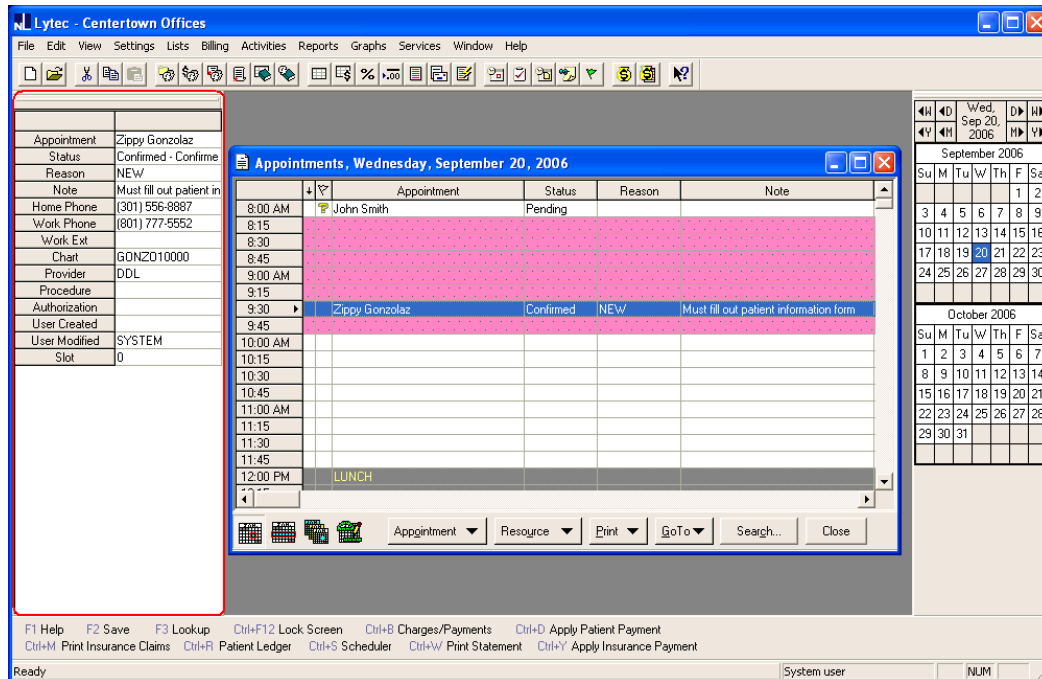 Lytec - Centertown Offices
File Edit View Settings Lists Billing Activities Reports Graphs Services Window Help
Appointment Zippy Gonzolaz
Status Confirmed - Confirme
Reason NEW
Note Must fill out patient in
Home Phone (301) 556-8887
Work Phone (801) 777-5552
Work Ext
Chart GONZO10000
Provider DDL
Procedure
Authorization
User Created
User Modified SYSTEM
Slot 0
Appointments, Wednesday, September 20, 2006
Appointment Status Reason Note
8:00 AM John Smith Pending
8:15
8:30
8:45
9:00 AM
9:15
9:30 Zippy Gonzolaz Confirmed NEW Must fill out patient information form
9:45
10:00 AM
10:15
10:30
10:45
11:00 AM
11:15
11:30
11:45
12:00 PM LUNCH
Appointment Resource Print GoTo Search... Close
W D Wed, D W
Sep 20,
Y M 2006 M Y
September 2006
Su M Tu W Th F Sa
1 2
3 4 5 6 7 8 9
10 11 12 13 14 15 16
17 18 19 20 21 22 23
24 25 26 27 28 29 30
October 2006
Su M Tu W Th F Sa
1 2 3 4 5 6 7
8 9 10 11 12 13 14
15 16 17 18 19 20 21
22 23 24 25 26 27 28
29 30 31
F1 Help F2 Save F3 Lookup Ctrl+F12 Lock Screen Ctrl+B Charges/Payments Ctrl+D Apply Patient Payment
Ctrl+M Print Insurance Claims Ctrl+R Patient Ledger Ctrl+S Scheduler Ctrl+W Print Statement Ctrl+Y Apply Insurance Payment
Ready System user NUM